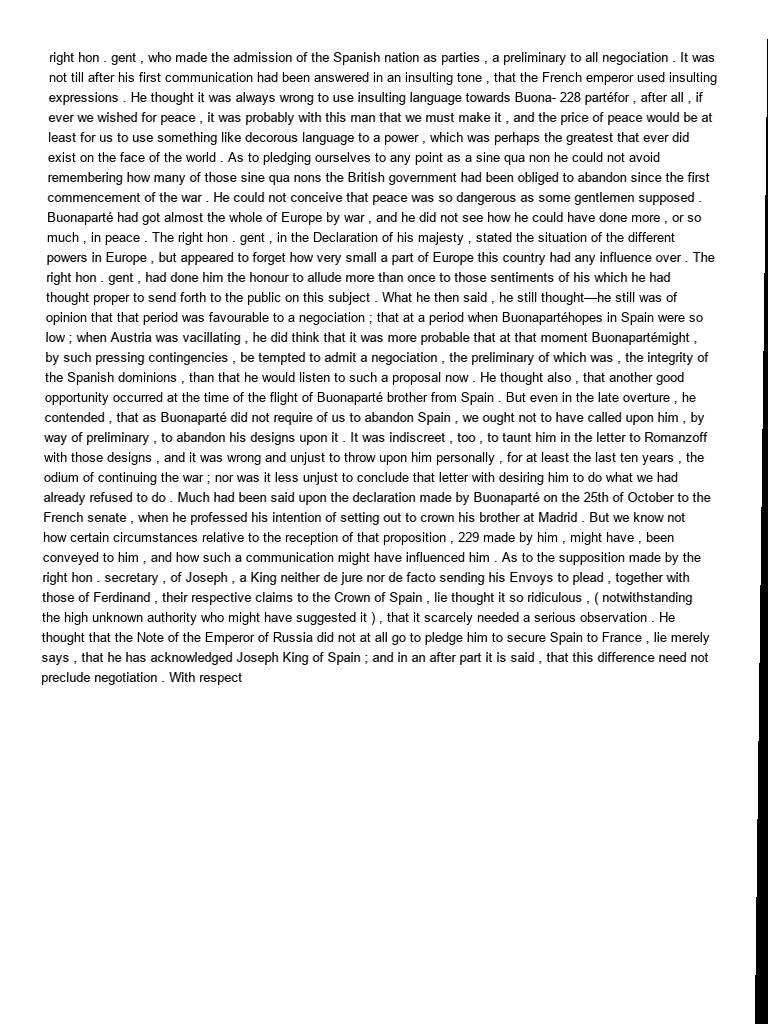 right hon . gent , who made the admission of the Spanish nation as parties , a preliminary to all negociation . It was
not till after his first communication had been answered in an insulting tone , that the French emperor used insulting
expressions . He thought it was always wrong to use insulting language towards Buona- 228 partéfor , after all , if
ever we wished for peace , it was probably with this man that we must make it , and the price of peace would be at
least for us to use something like decorous language to a power , which was perhaps the greatest that ever did
exist on the face of the world . As to pledging ourselves to any point as a sine qua non he could not avoid
remembering how many of those sine qua nons the British government had been obliged to abandon since the first
commencement of the war . He could not conceive that peace was so dangerous as some gentlemen supposed .
Buonaparté had got almost the whole of Europe by war , and he did not see how he could have done more , or so
much , in peace . The right hon . gent , in the Declaration of his majesty , stated the situation of the different
powers in Europe , but appeared to forget how very small a part of Europe this country had any influence over . The
right hon . gent , had done him the honour to allude more than once to those sentiments of his which he had
thought proper to send forth to the public on this subject . What he then said , he still thought—he still was of
opinion that that period was favourable to a negociation ; that at a period when Buonapartéhopes in Spain were so
low ; when Austria was vacillating , he did think that it was more probable that at that moment Buonapartémight ,
by such pressing contingencies , be tempted to admit a negociation , the preliminary of which was , the integrity of
the Spanish dominions , than that he would listen to such a proposal now . He thought also , that another good
opportunity occurred at the time of the flight of Buonaparté brother from Spain . But even in the late overture , he
contended , that as Buonaparté did not require of us to abandon Spain , we ought not to have called upon him , by
way of preliminary , to abandon his designs upon it . It was indiscreet , too , to taunt him in the letter to Romanzoff
with those designs , and it was wrong and unjust to throw upon him personally , for at least the last ten years , the
odium of continuing the war ; nor was it less unjust to conclude that letter with desiring him to do what we had
already refused to do . Much had been said upon the declaration made by Buonaparté on the 25th of October to the
French senate , when he professed his intention of setting out to crown his brother at Madrid . But we know not
how certain circumstances relative to the reception of that proposition , 229 made by him , might have , been
conveyed to him , and how such a communication might have influenced him . As to the supposition made by the
right hon . secretary , of Joseph , a King neither de jure nor de facto sending his Envoys to plead , together with
those of Ferdinand , their respective claims to the Crown of Spain , lie thought it so ridiculous , ( notwithstanding
the high unknown authority who might have suggested it ) , that it scarcely needed a serious observation . He
thought that the Note of the Emperor of Russia did not at all go to pledge him to secure Spain to France , lie merely
says , that he has acknowledged Joseph King of Spain ; and in an after part it is said , that this difference need not
preclude negotiation . With respect